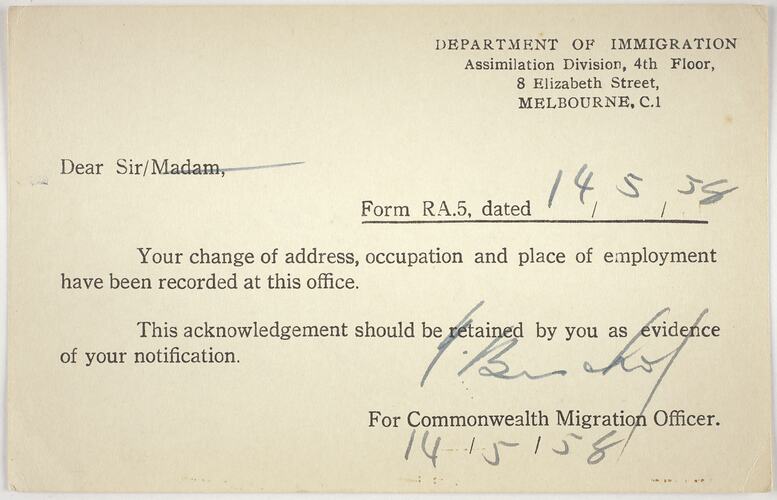 DEPARTMENT OF IMMIGRATION
Assimilation Division, 4th Floor,
8 Elizabeth Street,
MELBOURNE, C.1
Dear Sir/Madam,
Form RA.5, dated 14/5/58
Your change of address, occupation and place of employment
have been recorded at this office.
This acknowledgement should be retained by you as evidence
of your notification.
For Commonwealth Migration Officer.
14/5/58